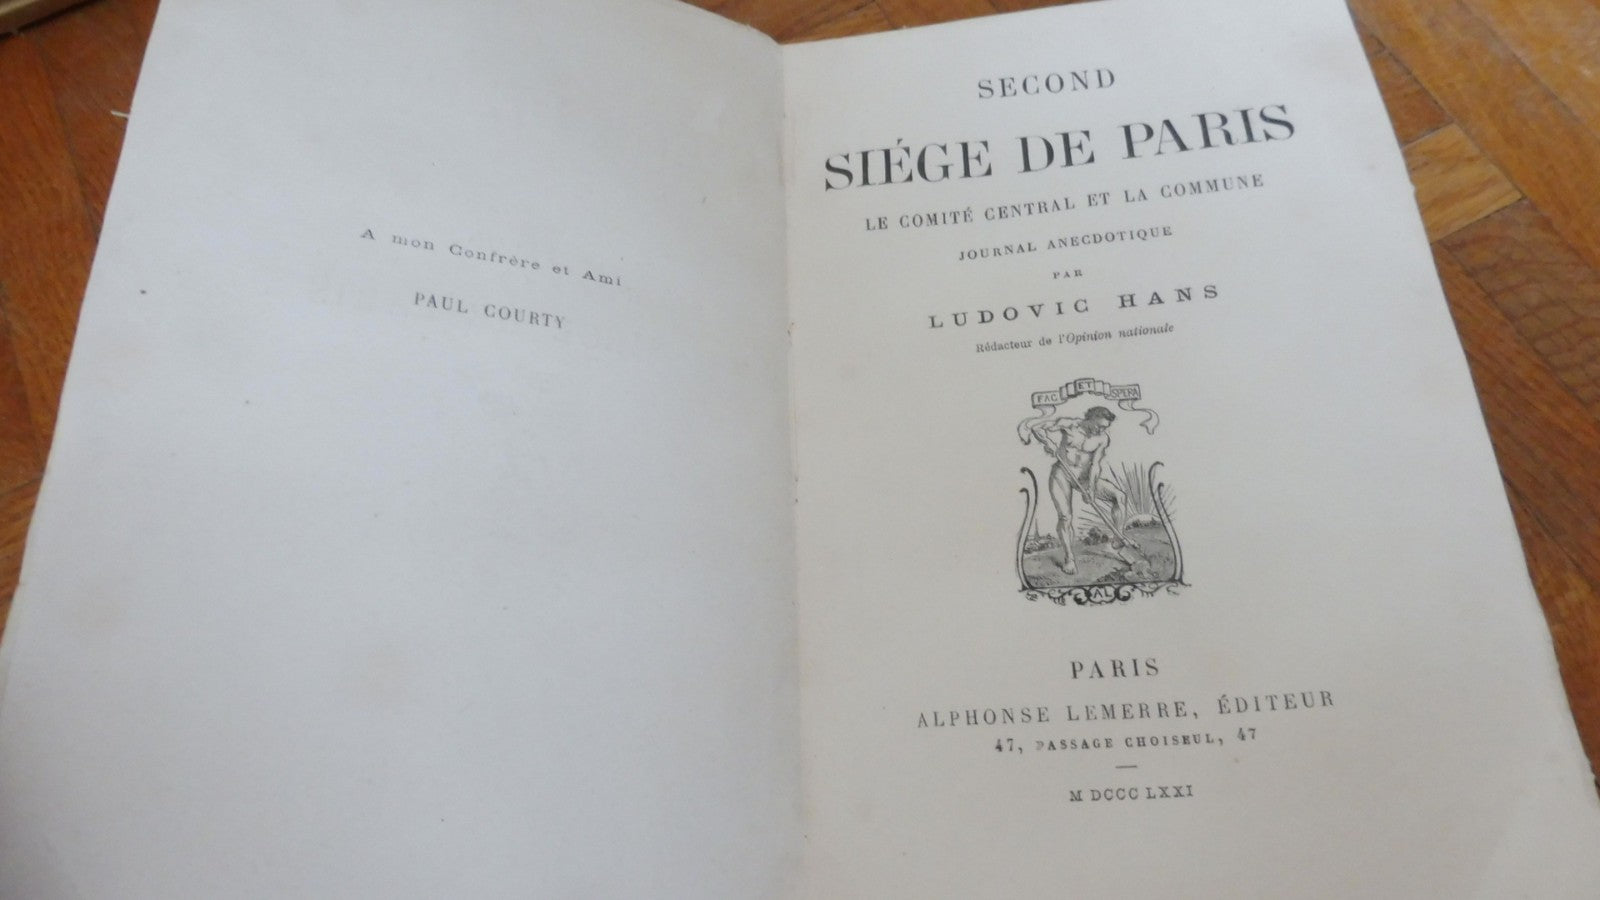 A mon Confrère et Ami
PAUL COURTY
SECOND
SIÉGE DE PARIS
LE COMITÉ CENTRAL ET LA COMMUNE
JOURNAL ANECDOTIQUE
PAR
LUDOVIC HANS
Rédacteur de l'Opinion nationale
FAC ET SPERA
AL
PARIS
ALPHONSE LEMERRE, ÉDITEUR
47, PASSAGE CHOISEUL, 47
M DCCC LXXI